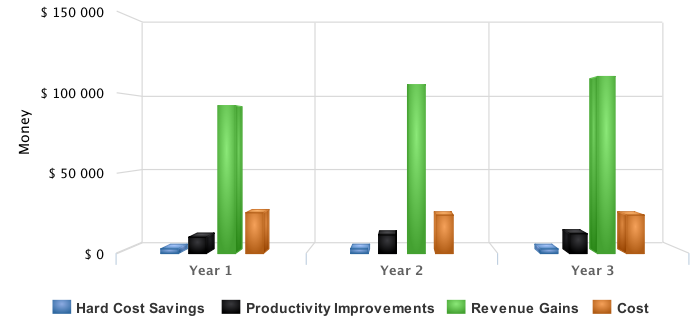 $ 150 000
$ 100 000
$ 50 000
$ 0
Money
Year 1 Year 2 Year 3
Hard Cost Savings Productivity Improvements Revenue Gains Cost